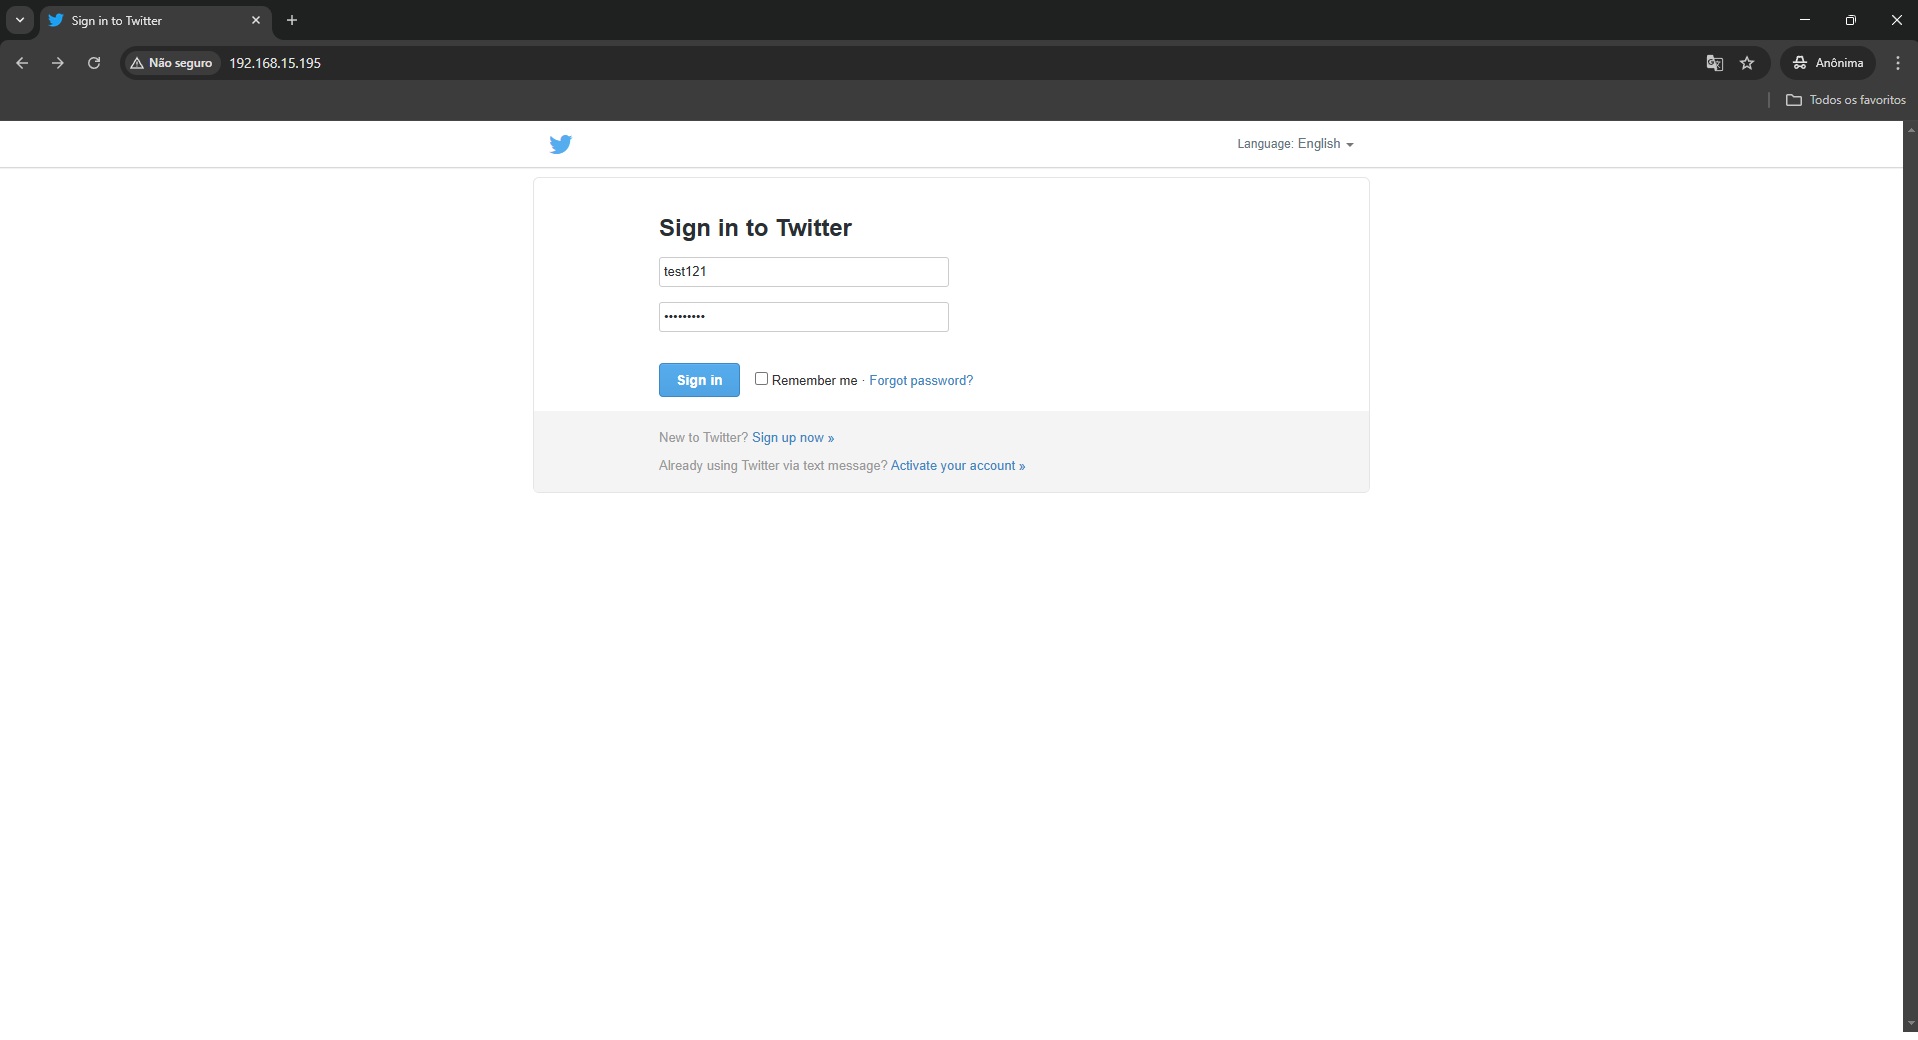 Sign in to Twitter
Não seguro 192.168.15.195 Anônima
Todos os favoritos
Language: English
Sign in to Twitter
test121
•••••••••
Sign in Remember me · Forgot password?
New to Twitter? Sign up now »
Already using Twitter via text message? Activate your account »